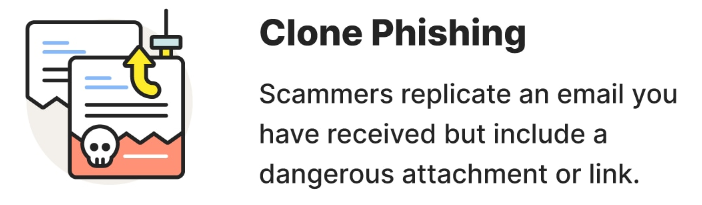 Clone Phishing
Scammers replicate an email you
have received but include a
dangerous attachment or link.